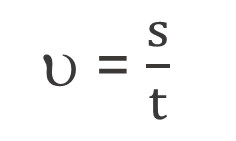 υ = s/t